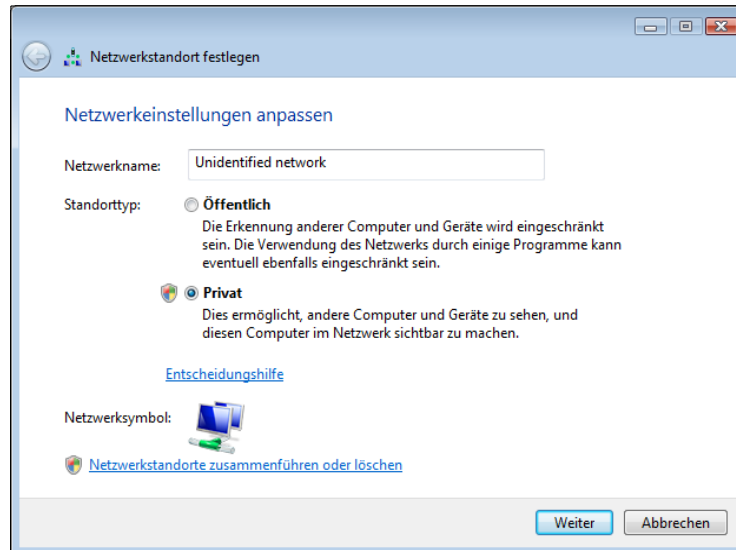 Netzwerkstandort festlegen
Netzwerkeinstellungen anpassen
Netzwerkname: Unidentified network
Standorttyp: Öffentlich
Die Erkennung anderer Computer und Geräte wird eingeschränkt
sein. Die Verwendung des Netzwerks durch einige Programme kann
eventuell ebenfalls eingeschränkt sein.
Privat
Dies ermöglicht, andere Computer und Geräte zu sehen, und
diesen Computer im Netzwerk sichtbar zu machen.
Entscheidungshilfe
Netzwerksymbol:
Netzwerkstandorte zusammenführen oder löschen
Weiter Abbrechen